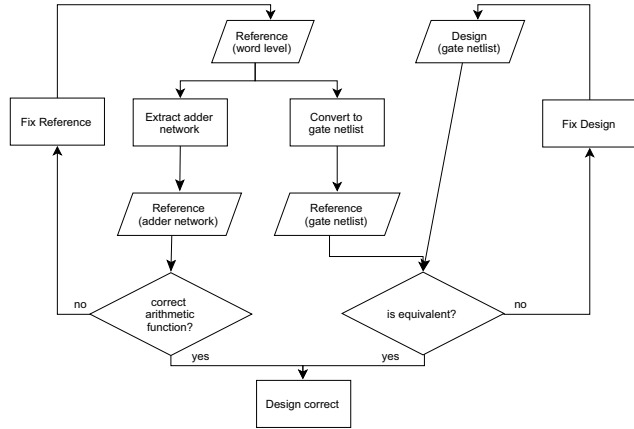 Reference
(word level)
Design
(gate netlist)
Fix Reference
Extract adder
network
Convert to
gate netlist
Fix Design
Reference
(adder network)
Reference
(gate netlist)
no
correct
arithmetic
function?
is equivalent?
no
yes
yes
Design correct